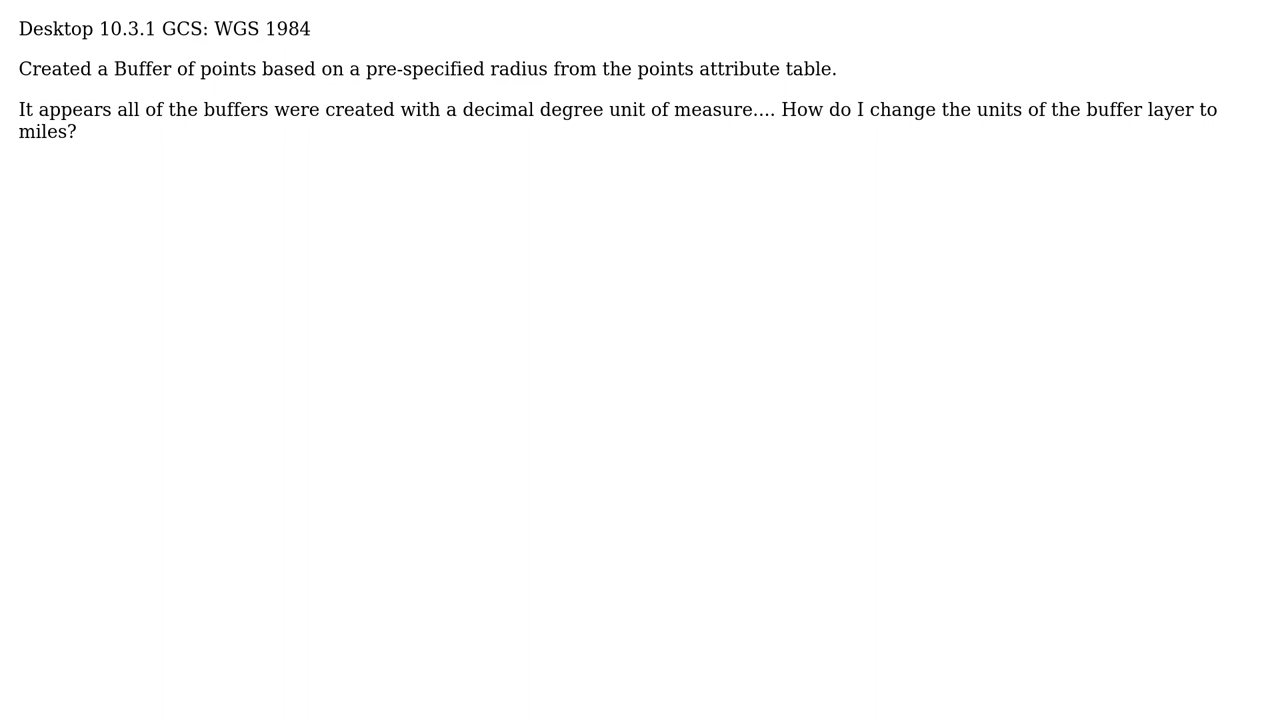 Desktop 10.3.1 GCS: WGS 1984
Created a Buffer of points based on a pre-specified radius from the points attribute table.
It appears all of the buffers were created with a decimal degree unit of measure.... How do I change the units of the buffer layer to
miles?